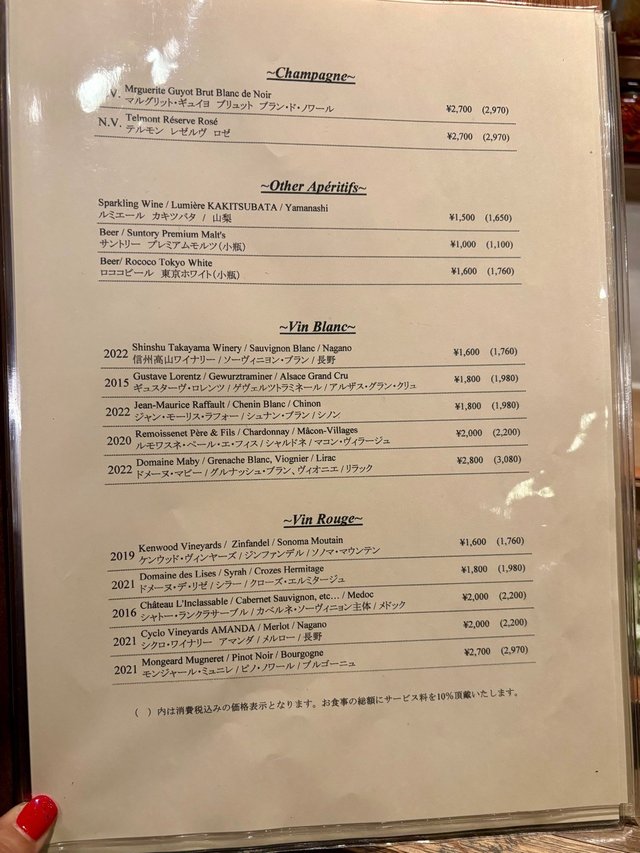 ~Champagne~
.V. Mrguerite Guyot Brut Blanc de Noir
マルグリット・ギュイヨ ブリュット ブラン・ド・ノワール ¥2,700 (2,970)
N.V. Telmont Réserve Rosé
テルモン レゼルヴ ロゼ ¥2,700 (2,970)
~Other Apéritifs~
Sparkling Wine / Lumière KAKITSUBATA / Yamanashi
ルミエール カキツバタ / 山梨 ¥1,500 (1,650)
Beer / Suntory Premium Malt's
サントリー プレミアムモルツ(小瓶) ¥1,000 (1,100)
Beer/ Rococo Tokyo White
ロココビール 東京ホワイト(小瓶) ¥1,600 (1,760)
~Vin Blanc~
2022 Shinshu Takayama Winery / Sauvignon Blanc / Nagano
信州高山ワイナリー / ソーヴィニヨン・ブラン / 長野 ¥1,600 (1,760)
2015 Gustave Lorentz / Gewurztraminer / Alsace Grand Cru
ギュスターヴ・ロレンツ / ゲヴェルツトラミネール / アルザス・グラン・クリュ ¥1,800 (1,980)
2022 Jean-Maurice Raffault / Chenin Blanc / Chinon
ジャン・モーリス・ラフォー / シュナン・ブラン / シノン ¥1,800 (1,980)
2020 Remoissenet Père & Fils / Chardonnay / Mâcon-Villages
ルモワスネ・ペール・エ・フィス / シャルドネ / マコン・ヴィラージュ ¥2,000 (2,200)
2022 Domaine Maby / Grenache Blanc, Viognier / Lirac
ドメーヌ・マビー / グルナッシュ・ブラン、ヴィオニエ / リラック ¥2,800 (3,080)
~Vin Rouge~
2019 Kenwood Vineyards / Zinfandel / Sonoma Moutain
ケンウッド・ヴィンヤーズ / ジンファンデル / ソノマ・マウンテン ¥1,600 (1,760)
2021 Domaine des Lises / Syrah / Crozes Hermitage
ドメーヌ・デ・リゼ / シラー / クローズ・エルミタージュ ¥1,800 (1,980)
2016 Château L'Inclassable / Cabernet Sauvignon, etc… / Medoc
シャトー・ランクラサーブル / カベルネ・ソーヴィニョン主体 / メドック ¥2,000 (2,200)
2021 Cyclo Vineyards AMANDA / Merlot / Nagano
シクロ・ワイナリー アマンダ / メルロー / 長野 ¥2,000 (2,200)
2021 Mongeard Mugneret / Pinot Noir / Bourgogne
モンジャール・ミュニレ / ピノ・ノワール / ブルゴーニュ ¥2,700 (2,970)
( )内は消費税込みの価格表示となります。お食事の総額にサービス料を10%頂戴いたします。